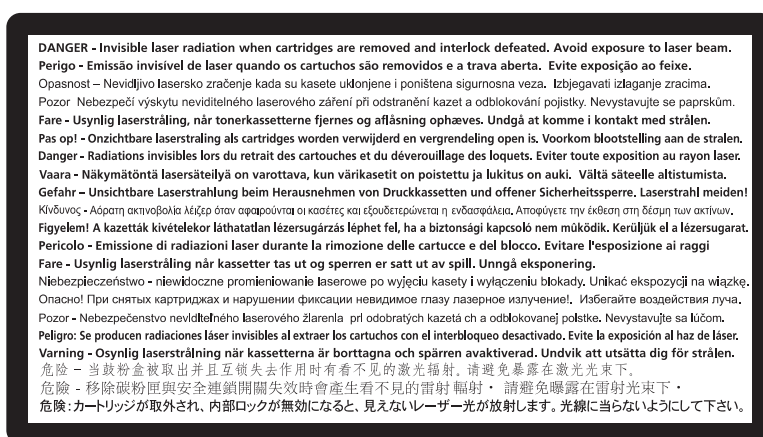 DANGER - Invisible laser radiation when cartridges are removed and interlock defeated. Avoid exposure to laser beam.
Perigo - Emissão invisível de laser quando os cartuchos são removidos e a trava aberta. Evite exposição ao feixe.
Opasnost – Nevidljivo lasersko zračenje kada su kasete uklonjene i poništena sigurnosna veza. Izbjegavati izlaganje zracima.
Pozor Nebezpečí výskytu neviditelného laserového záření při odstranění kazet a odblokování pojistky. Nevystavujte se paprskům.
Fare - Usynlig laserstråling, når tonerkassetterne fjernes og aflåsning ophæves. Undgå at komme i kontakt med strålen.
Pas op! - Onzichtbare laserstraling als cartridges worden verwijderd en vergrendeling open is. Voorkom blootstelling aan de stralen.
Danger - Radiations invisibles lors du retrait des cartouches et du déverouillage des loquets. Eviter toute exposition au rayon laser.
Vaara - Näkymätöntä lasersäteilyä on varottava, kun värikasetit on poistettu ja lukitus on auki. Vältä säteelle altistumista.
Gefahr – Unsichtbare Laserstrahlung beim Herausnehmen von Druckkassetten und offener Sicherheitssperre. Laserstrahl meiden!
Κίνδυνος - Αόρατη ακτινοβολία λέιζερ όταν αφαιρούνται οι κασέτες και εξουδετερώνεται η ενδασφάλεια. Αποφύγετε την έκθεση στη δέσμη των ακτίνων.
Figyelem! A kazetták kivételekor láthatatlan lézersugárzás léphet fel, ha a biztonsági kapcsoló nem mûködik. Kerüljük el a lézersugarat.
Pericolo - Emissione di radiazioni laser durante la rimozione delle cartucce e del blocco. Evitare l'esposizione ai raggi
Fare - Usynlig laserstråling når kassetter tas ut og sperren er satt ut av spill. Unngå eksponering.
Niebezpieczeństwo - niewidoczne promieniowanie laserowe po wyjęciu kasety i wyłączeniu blokady. Unikać ekspozycji na wiązkę.
Опасно! При снятых картриджах и нарушении фиксации невидимое глазу лазерное излучение!. Избегайте воздействия луча.
Pozor - Nebezpečenstvo nevlditeľného laserového žlarenla prl odobratých kazetá ch a odblokovanej polstke. Nevystavujte sa lúčom.
Peligro: Se producen radiaciones láser invisibles al extraer los cartuchos con el interbloqueo desactivado. Evite la exposición al haz de láser.
Varning - Osynlig laserstrålning når kassetterna är borttagna och spärren avaktiverad. Undvik att utsätta dig för strålen.
危险 – 当鼓粉盒被取出并且互锁失去作用时有看不见的激光辐射. 请避免暴露在激光光束下.
危險 - 移除碳粉匣與安全連鎖開關失效時會產生看不見的雷射 輻射・ 請避免曝露在雷射光束下・
危険:カートリッジが取外され、内部ロックが無効になると、見えないレーザー光が放射します。光線に当らないようにして下さい。